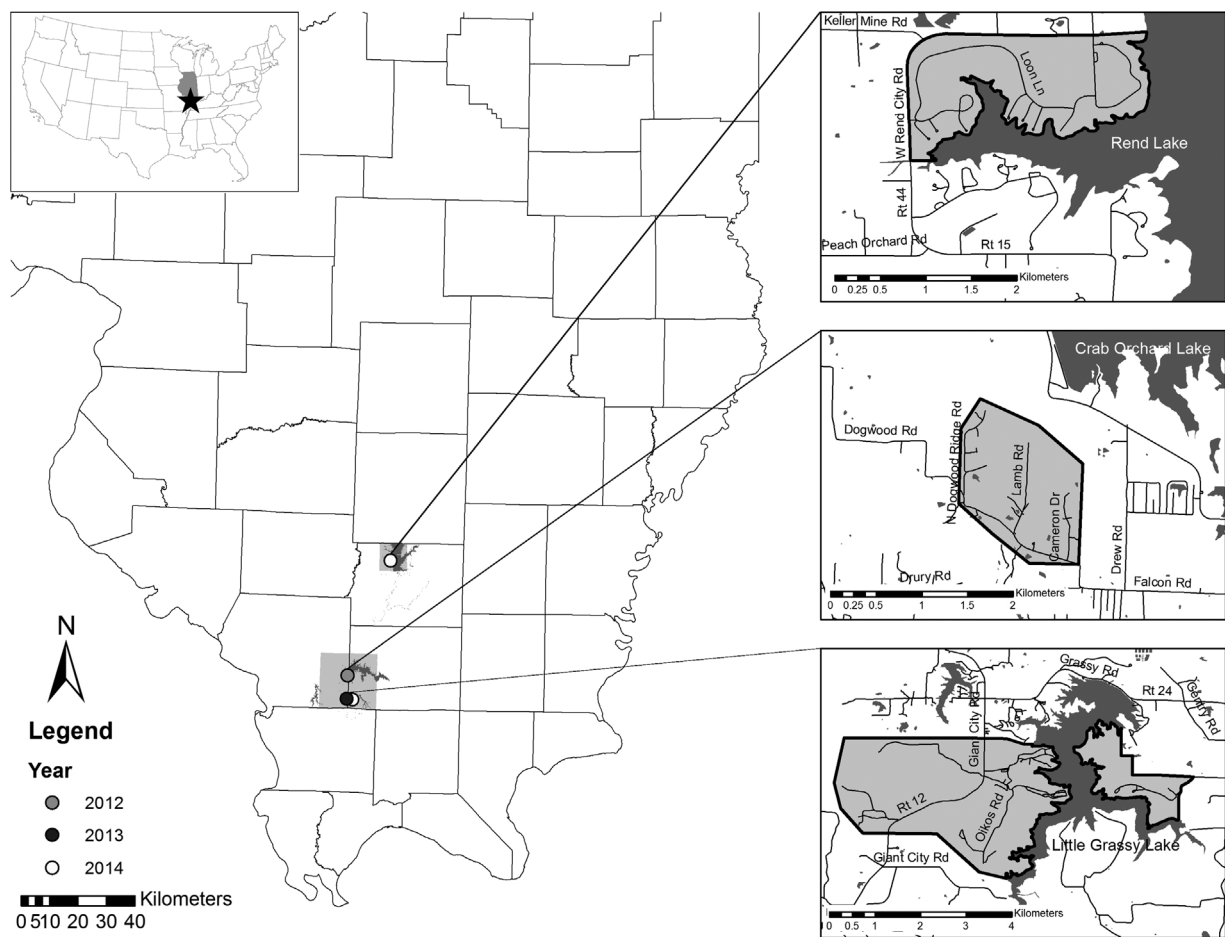 N
Legend
Year
2012
2013
2014
Kilometers
0 5 10 20 30 40
Keller Mine Rd
Loon Ln
W Rend City Rd
Rend Lake
Rt 44
Peach Orchard Rd
Rt 15
Kilometers
0 0.25 0.5 1 1.5 2
Crab Orchard Lake
Dogwood Rd
N Dogwood Ridge Rd
Lamb Rd
Cameron Dr
Drew Rd
Drury Rd
Falcon Rd
Kilometers
0 0.25 0.5 1 1.5 2
Grassy Rd
Rt 24
Gentry Rd
Giant City Rd
Rt 12
Oikos Rd
Giant City Rd
Little Grassy Lake
Kilometers
0 0.5 1 2 3 4